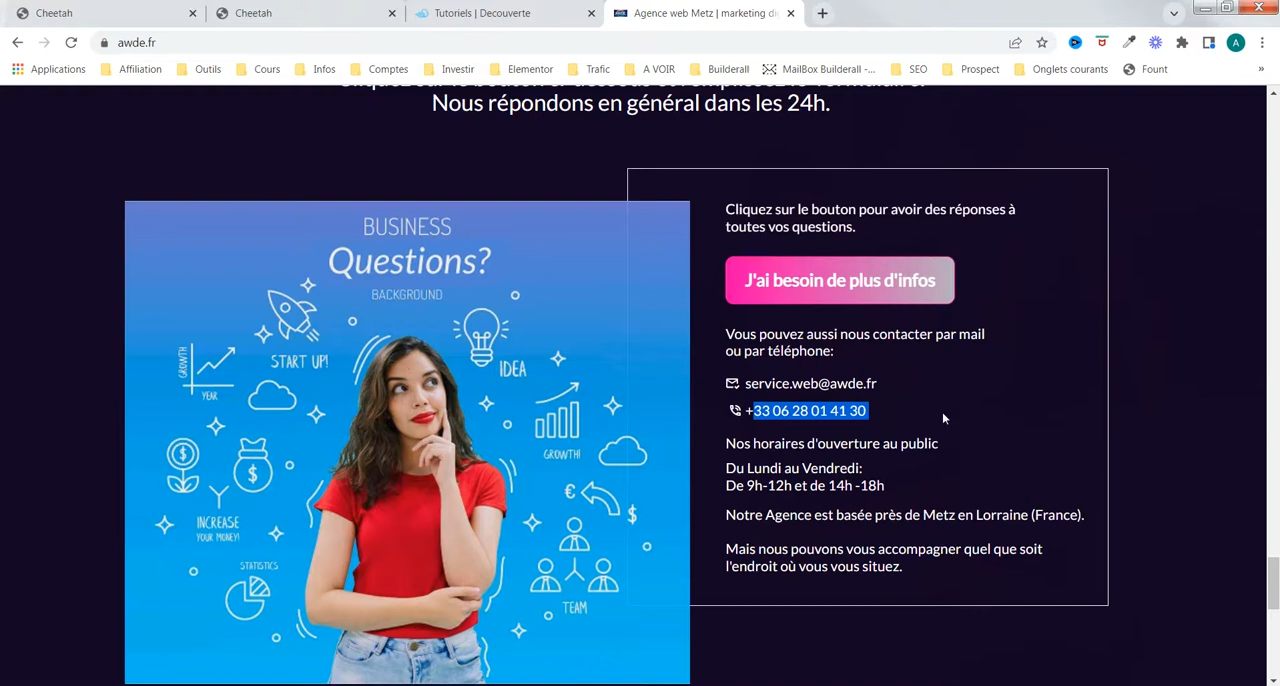 Cheetah
Cheetah
Tutoriels | Decouverte
Agence web Metz | marketing di
awde.fr
A
Applications
Affiliation
Outils
Cours
Infos
Comptes
Investir
Elementor
Trafic
A VOIR
Builderall
MailBox Builderall -...
SEO
Prospect
Onglets courants
Fount
»
Nous répondons en général dans les 24h.
BUSINESS
Questions?
BACKGROUND
START UP!
IDEA
GROWTH
YEAR
GROWTH!
INCREASE
YOUR MONEY!
STATISTICS
TEAM
Cliquez sur le bouton pour avoir des réponses à
toutes vos questions.
J'ai besoin de plus d'infos
Vous pouvez aussi nous contacter par mail
ou par téléphone:
service.web@awde.fr
+33 06 28 01 41 30
Nos horaires d'ouverture au public
Du Lundi au Vendredi:
De 9h-12h et de 14h -18h
Notre Agence est basée près de Metz en Lorraine (France).
Mais nous pouvons vous accompagner quel que soit
l'endroit où vous vous situez.